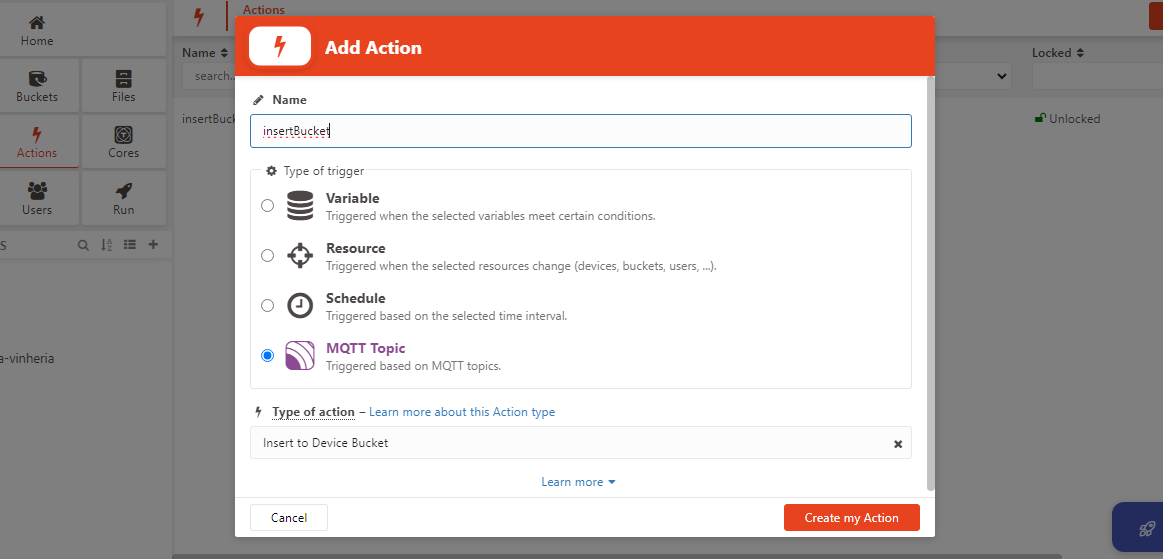 Home
Buckets
Files
Actions
Cores
Users
Run
S
a-vinheria
Actions
Name
Locked
search..
insertBuck
Unlocked
Add Action
Name
insertBucket
Type of trigger
Variable
Triggered when the selected variables meet certain conditions.
Resource
Triggered when the selected resources change (devices, buckets, users, ...).
Schedule
Triggered based on the selected time interval.
MQTT Topic
Triggered based on MQTT topics.
Type of action – Learn more about this Action type
Insert to Device Bucket
Learn more
Cancel
Create my Action